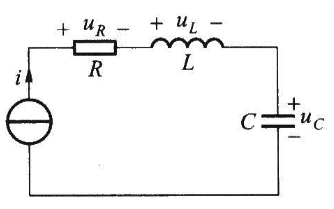 + u_R − + u_L −
R L
i
C + u_C
−